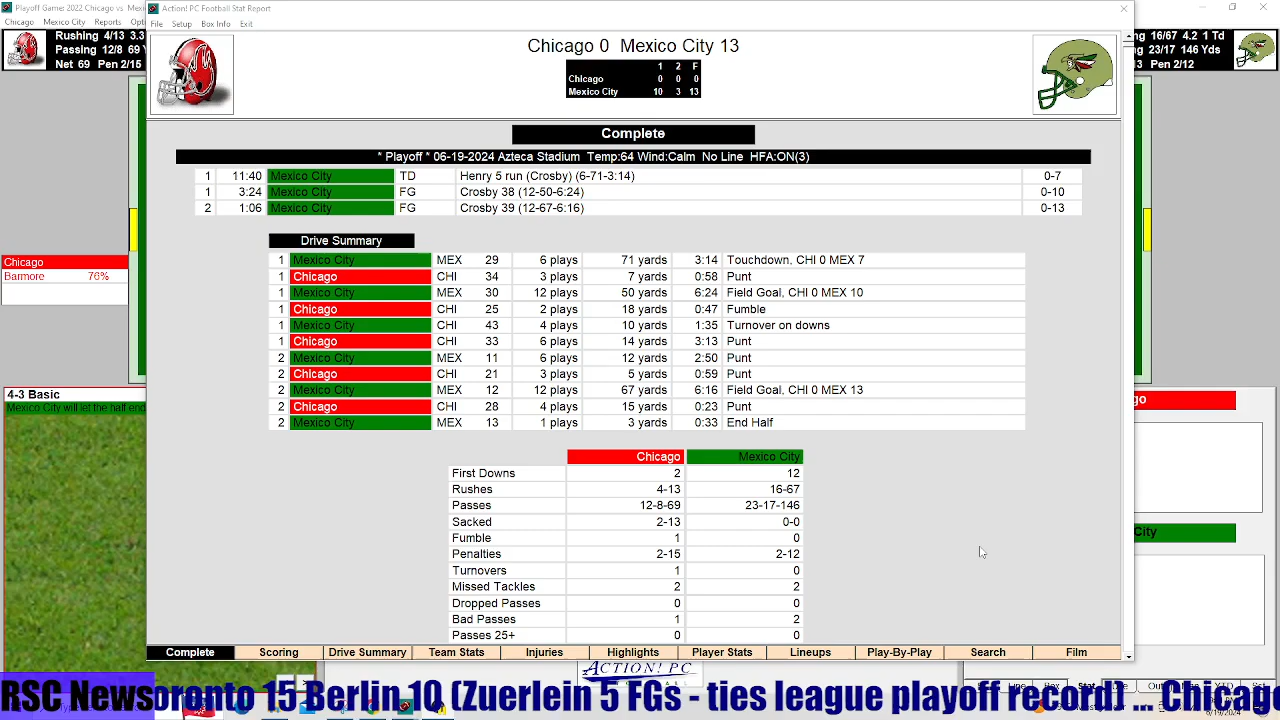 Playoff Game: 2022 Chicago vs Mexi
Action! PC Football Stat Report
Chicago Mexico City Reports Opt
File Setup Box Info Exit
Rushing 4/13 3.3
Passing 12/8 69 Y
Net 69 Pen 2/15
Chicago 0 Mexico City 13
1 2 F
Chicago 0 0 0
Mexico City 10 3 13
ng 16/67 4.2 1 Td
ng 23/17 146 Yds
13 Pen 2/12
Complete
* Playoff * 06-19-2024 Azteca Stadium Temp:64 Wind:Calm No Line HFA:ON(3)
1 11:40 Mexico City TD Henry 5 run (Crosby) (6-71-3:14) 0-7
1 3:24 Mexico City FG Crosby 38 (12-50-6:24) 0-10
2 1:06 Mexico City FG Crosby 39 (12-67-6:16) 0-13
Chicago
Barmore 76%
Drive Summary
1 Mexico City MEX 29 6 plays 71 yards 3:14 Touchdown, CHI 0 MEX 7
1 Chicago CHI 34 3 plays 7 yards 0:58 Punt
1 Mexico City MEX 30 12 plays 50 yards 6:24 Field Goal, CHI 0 MEX 10
1 Chicago CHI 25 2 plays 18 yards 0:47 Fumble
1 Mexico City CHI 43 4 plays 10 yards 1:35 Turnover on downs
1 Chicago CHI 33 6 plays 14 yards 3:13 Punt
2 Mexico City MEX 11 6 plays 12 yards 2:50 Punt
2 Chicago CHI 21 3 plays 5 yards 0:59 Punt
2 Mexico City MEX 12 12 plays 67 yards 6:16 Field Goal, CHI 0 MEX 13
2 Chicago CHI 28 4 plays 15 yards 0:23 Punt
2 Mexico City MEX 13 1 plays 3 yards 0:33 End Half
4-3 Basic
Mexico City will let the half end
go
City
Chicago Mexico City
First Downs 2 12
Rushes 4-13 16-67
Passes 12-8-69 23-17-146
Sacked 2-13 0-0
Fumble 1 0
Penalties 2-15 2-12
Turnovers 1 0
Missed Tackles 2 2
Dropped Passes 0 0
Bad Passes 1 2
Passes 25+ 0 0
Complete Scoring Drive Summary Team Stats Injuries Highlights Player Stats Lineups Play-By-Play Search Film
ACTION! PC
RSC News oronto 15 Berlin 10 (Zuerlein 5 FGs - ties league playoff record! ... Chicago